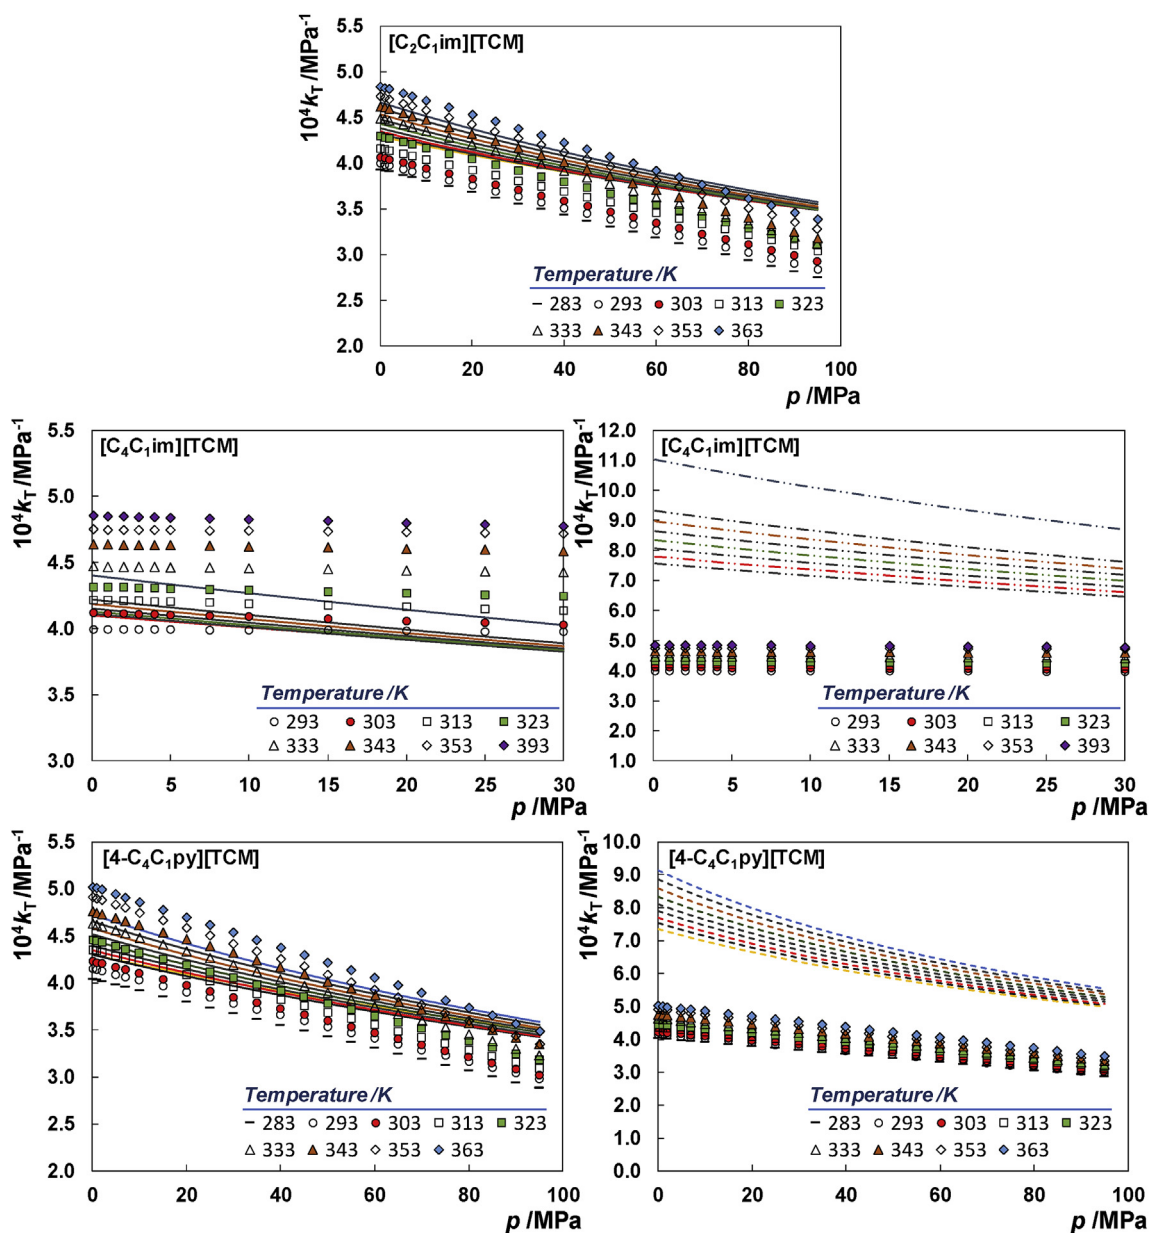 [C₂C₁im][TCM]
10⁴k_T /MPa⁻¹
5.5
5.0
4.5
4.0
3.5
3.0
2.5
2.0
Temperature /K
283 293 303 313 323
333 343 353 363
0 20 40 60 80 100
p /MPa
[C₄C₁im][TCM]
10⁴k_T /MPa⁻¹
5.5
5.0
4.5
4.0
3.5
3.0
Temperature /K
293 303 313 323
333 343 353 393
0 5 10 15 20 25 30
p /MPa
[C₄C₁im][TCM]
10⁴k_T /MPa⁻¹
12.0
11.0
10.0
9.0
8.0
7.0
6.0
5.0
4.0
3.0
2.0
1.0
Temperature /K
293 303 313 323
333 343 353 393
0 5 10 15 20 25 30
p /MPa
[4-C₄C₁py][TCM]
10⁴k_T /MPa⁻¹
5.5
5.0
4.5
4.0
3.5
3.0
2.5
2.0
Temperature /K
283 293 303 313 323
333 343 353 363
0 20 40 60 80 100
p /MPa
[4-C₄C₁py][TCM]
10⁴k_T /MPa⁻¹
10.0
9.0
8.0
7.0
6.0
5.0
4.0
3.0
2.0
1.0
0.0
Temperature /K
283 293 303 313 323
333 343 353 363
0 20 40 60 80 100
p /MPa